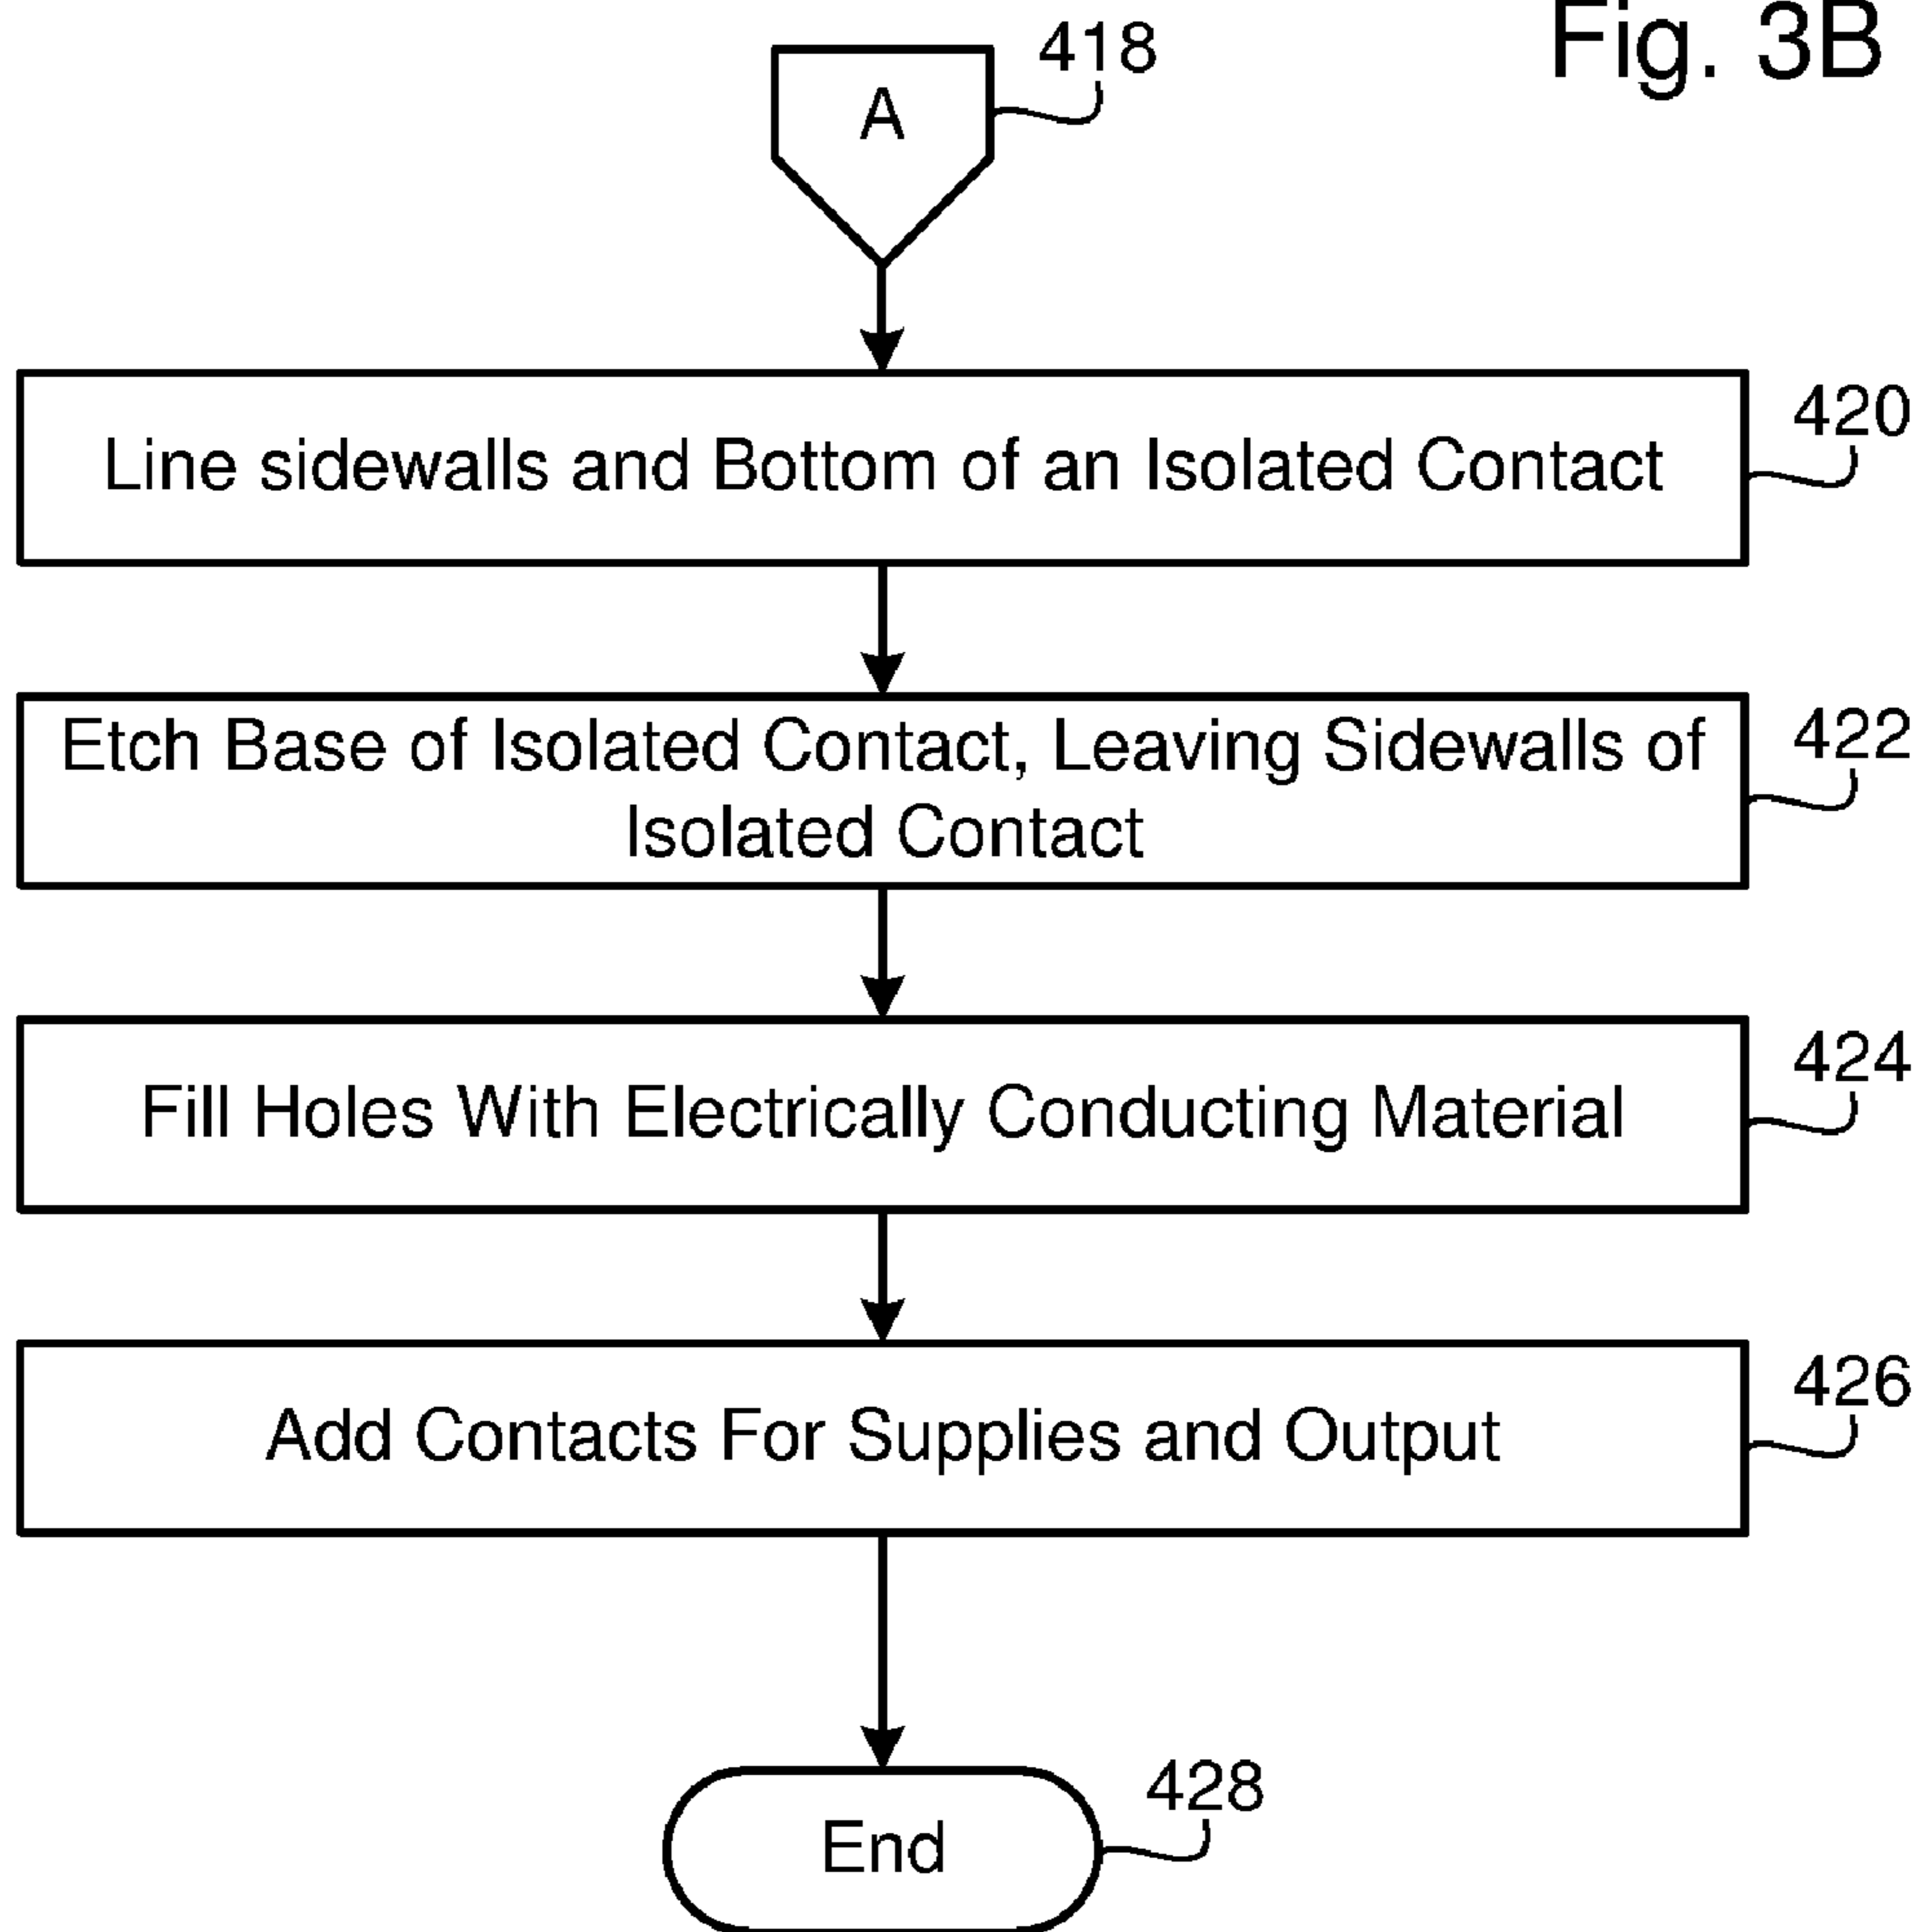 Fig. 3B
418
A
420
Line sidewalls and Bottom of an Isolated Contact
422
Etch Base of Isolated Contact, Leaving Sidewalls of
Isolated Contact
424
Fill Holes With Electrically Conducting Material
426
Add Contacts For Supplies and Output
428
End